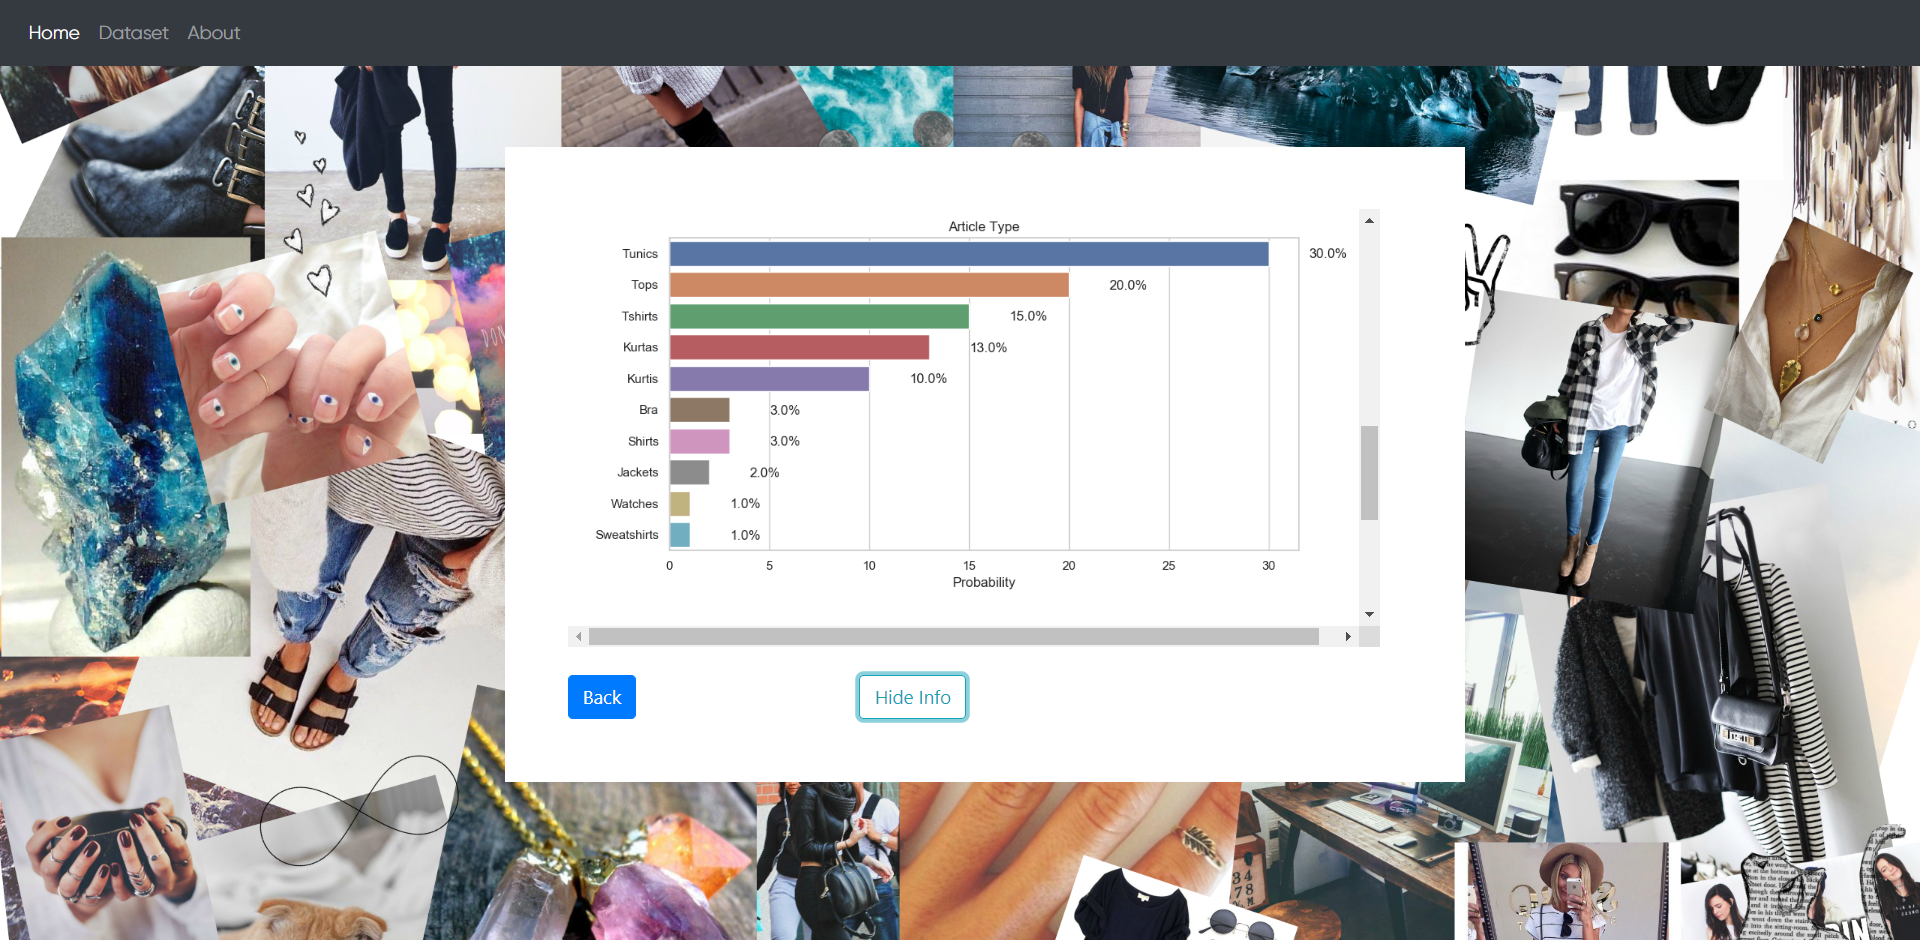 Home Dataset About
Article Type
Tunics 30.0%
Tops 20.0%
Tshirts 15.0%
Kurtas 13.0%
Kurtis 10.0%
Bra 3.0%
Shirts 3.0%
Jackets 2.0%
Watches 1.0%
Sweatshirts 1.0%
0 5 10 15 20 25 30
Probability
Back Hide Info